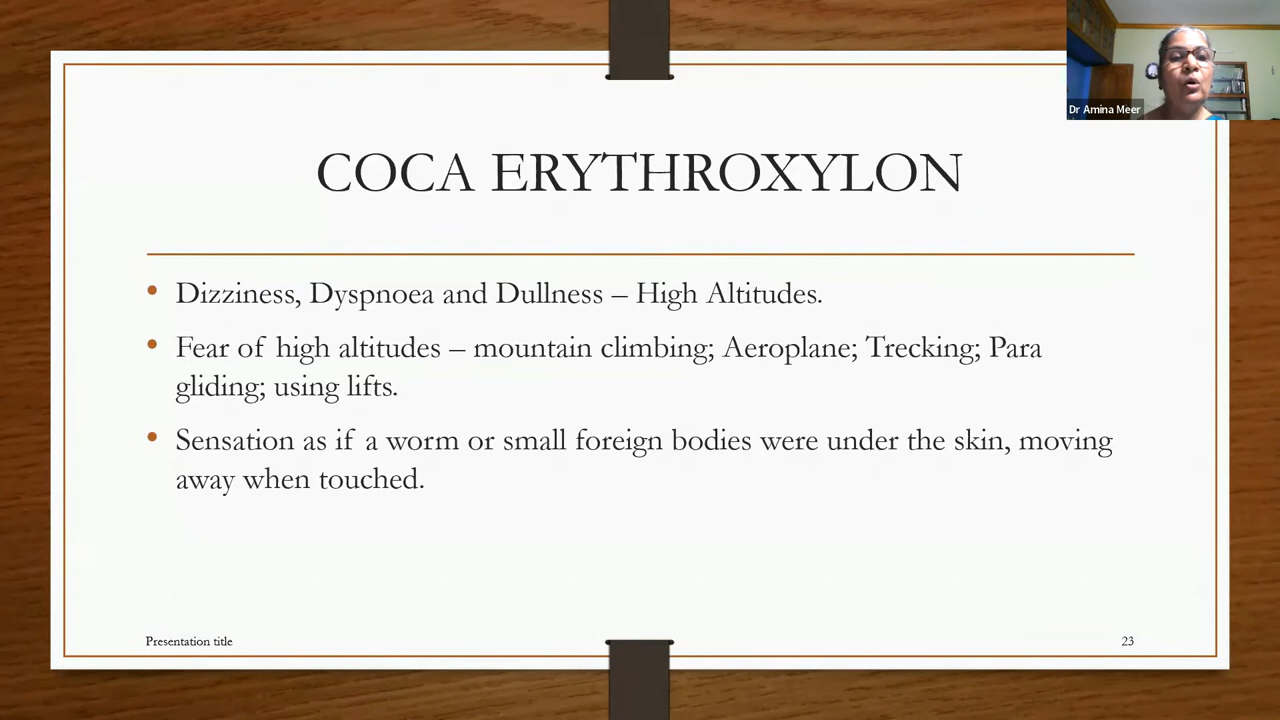 Dr Amina Meer
COCA ERYTHROXYLON
• Dizziness, Dyspnoea and Dullness – High Altitudes.
• Fear of high altitudes – mountain climbing; Aeroplane; Trecking; Para
gliding; using lifts.
• Sensation as if a worm or small foreign bodies were under the skin, moving
away when touched.
Presentation title
23